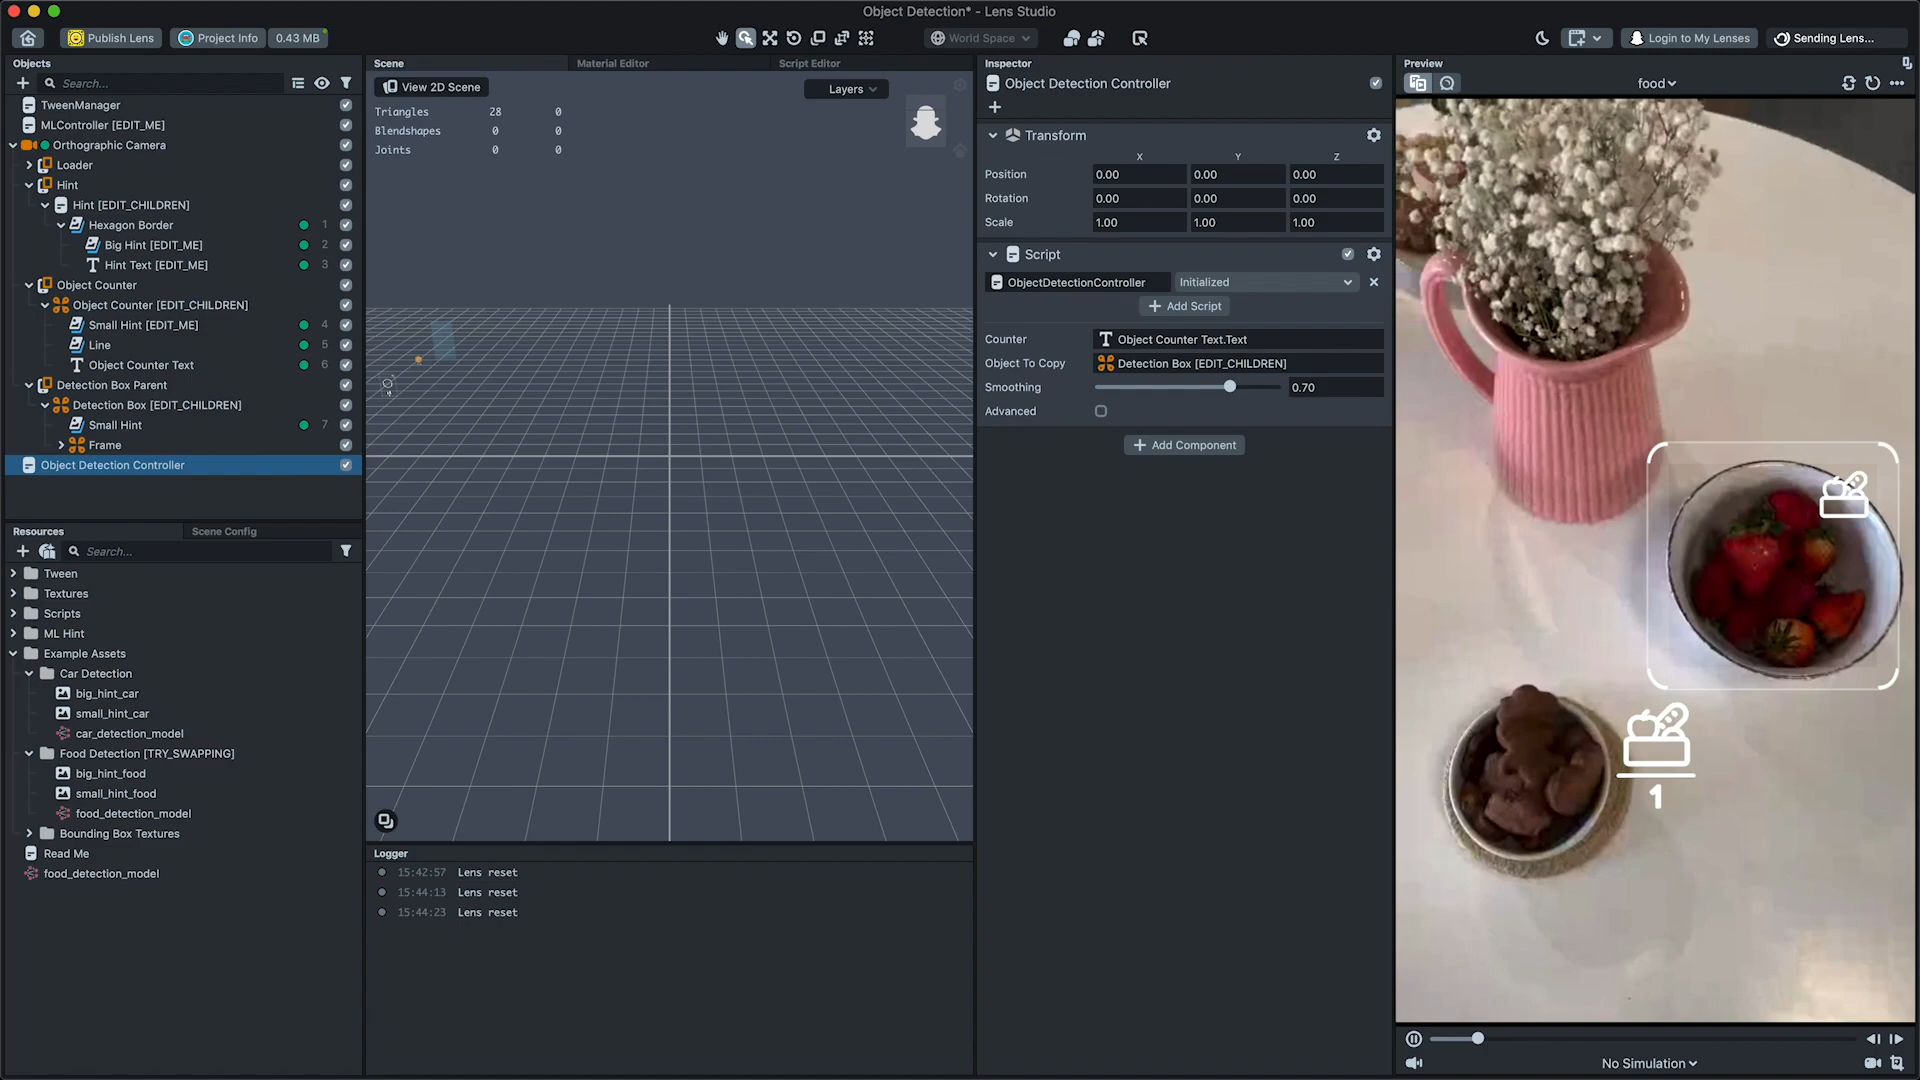 Object Detection* - Lens Studio
Publish Lens
Project Info
0.43 MB
World Space
Login to My Lenses
Sending Lens...
Objects
Search...
TweenManager
MLController [EDIT_ME]
Orthographic Camera
Loader
Hint
Hint [EDIT_CHILDREN]
Hexagon Border 1
Big Hint [EDIT_ME] 2
Hint Text [EDIT_ME] 3
Object Counter
Object Counter [EDIT_CHILDREN]
Small Hint [EDIT_ME] 4
Line 5
Object Counter Text 6
Detection Box Parent
Detection Box [EDIT_CHILDREN]
Small Hint 7
Frame
Object Detection Controller
Resources
Scene Config
Search...
Tween
Textures
Scripts
ML Hint
Example Assets
Car Detection
big_hint_car
small_hint_car
car_detection_model
Food Detection [TRY_SWAPPING]
big_hint_food
small_hint_food
food_detection_model
Bounding Box Textures
Read Me
food_detection_model
Scene
Material Editor
Script Editor
View 2D Scene
Layers
Triangles 28 0
Blendshapes 0 0
Joints 0 0
Logger
15:42:57 Lens reset
15:44:13 Lens reset
15:44:23 Lens reset
Inspector
Object Detection Controller
Transform
X Y Z
Position 0.00 0.00 0.00
Rotation 0.00 0.00 0.00
Scale 1.00 1.00 1.00
Script
ObjectDetectionController
Initialized
Add Script
Counter Object Counter Text.Text
Object To Copy Detection Box [EDIT_CHILDREN]
Smoothing 0.70
Advanced
Add Component
Preview
food
1
No Simulation